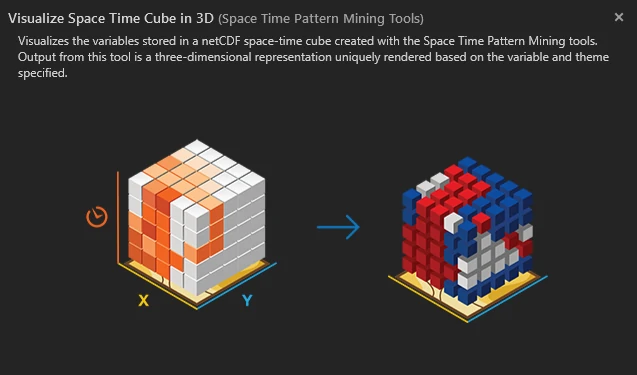 Visualize Space Time Cube in 3D (Space Time Pattern Mining Tools)
Visualizes the variables stored in a netCDF space-time cube created with the Space Time Pattern Mining tools.
Output from this tool is a three-dimensional representation uniquely rendered based on the variable and theme
specified.
X Y